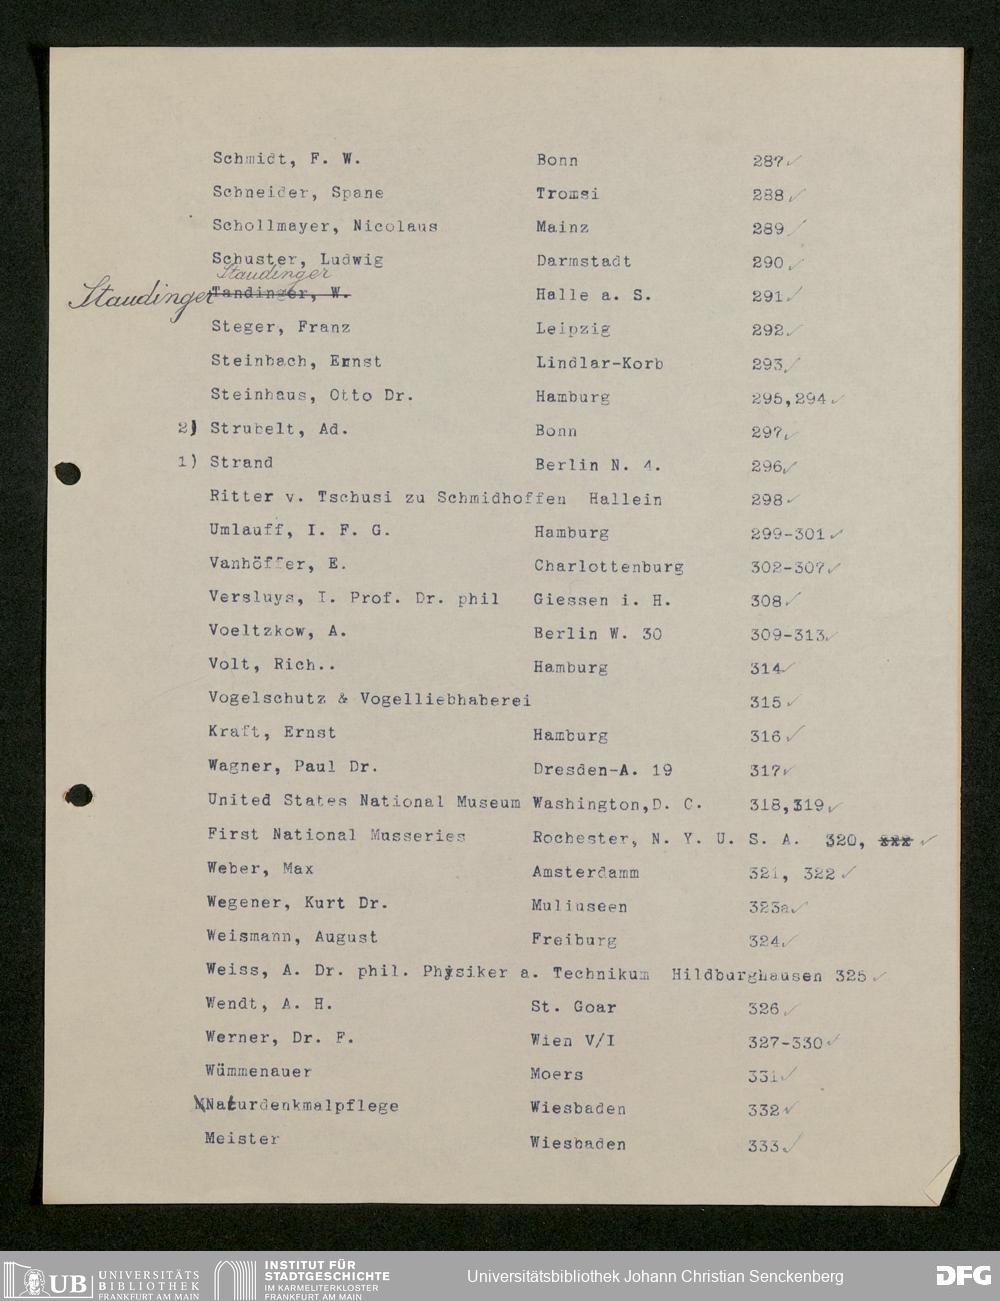 Schmidt, F. W. Bonn 287✓
Schneider, Spane Tromsi 288✓
Schollmayer, Nicolaus Mainz 289✓
Schuster, Ludwig Darmstadt 290✓
Staudinger
Staudinger Tandinger, W. Halle a. S. 291✓
Steger, Franz Leipzig 292✓
Steinbach, Ernst Lindlar-Korb 293✓
Steinhaus, Otto Dr. Hamburg 295,294✓
2) Strubelt, Ad. Bonn 297✓
1) Strand Berlin N. 4. 296✓
Ritter v. Tschusi zu Schmidhoffen Hallein 298✓
Umlauff, I. F. G. Hamburg 299-301✓
Vanhöffer, E. Charlottenburg 302-307✓
Versluys, I. Prof. Dr. phil Giessen i. H. 308✓
Voeltzkow, A. Berlin W. 30 309-313✓
Volt, Rich.. Hamburg 314✓
Vogelschutz & Vogelliebhaberei 315✓
Kraft, Ernst Hamburg 316✓
Wagner, Paul Dr. Dresden-A. 19 317✓
United States National Museum Washington,D. C. 318,319✓
First National Musseries Rochester, N. Y. U. S. A. 320, xxx ✓
Weber, Max Amsterdamm 321, 322✓
Wegener, Kurt Dr. Muliuseen 323a✓
Weismann, August Freiburg 324✓
Weiss, A. Dr. phil. Physiker a. Technikum Hildburghausen 325✓
Wendt, A. H. St. Goar 326✓
Werner, Dr. F. Wien V/I 327-330✓
Wümmenauer Moers 331✓
Naturdenkmalpflege Wiesbaden 332✓
Meister Wiesbaden 333✓
UB UNIVERSITÄTS
BIBLIOTHEK
FRANKFURT AM MAIN
INSTITUT FÜR
STADTGESCHICHTE
IM KARMELITERKLOSTER
FRANKFURT AM MAIN
Universitätsbibliothek Johann Christian Senckenberg
DFG